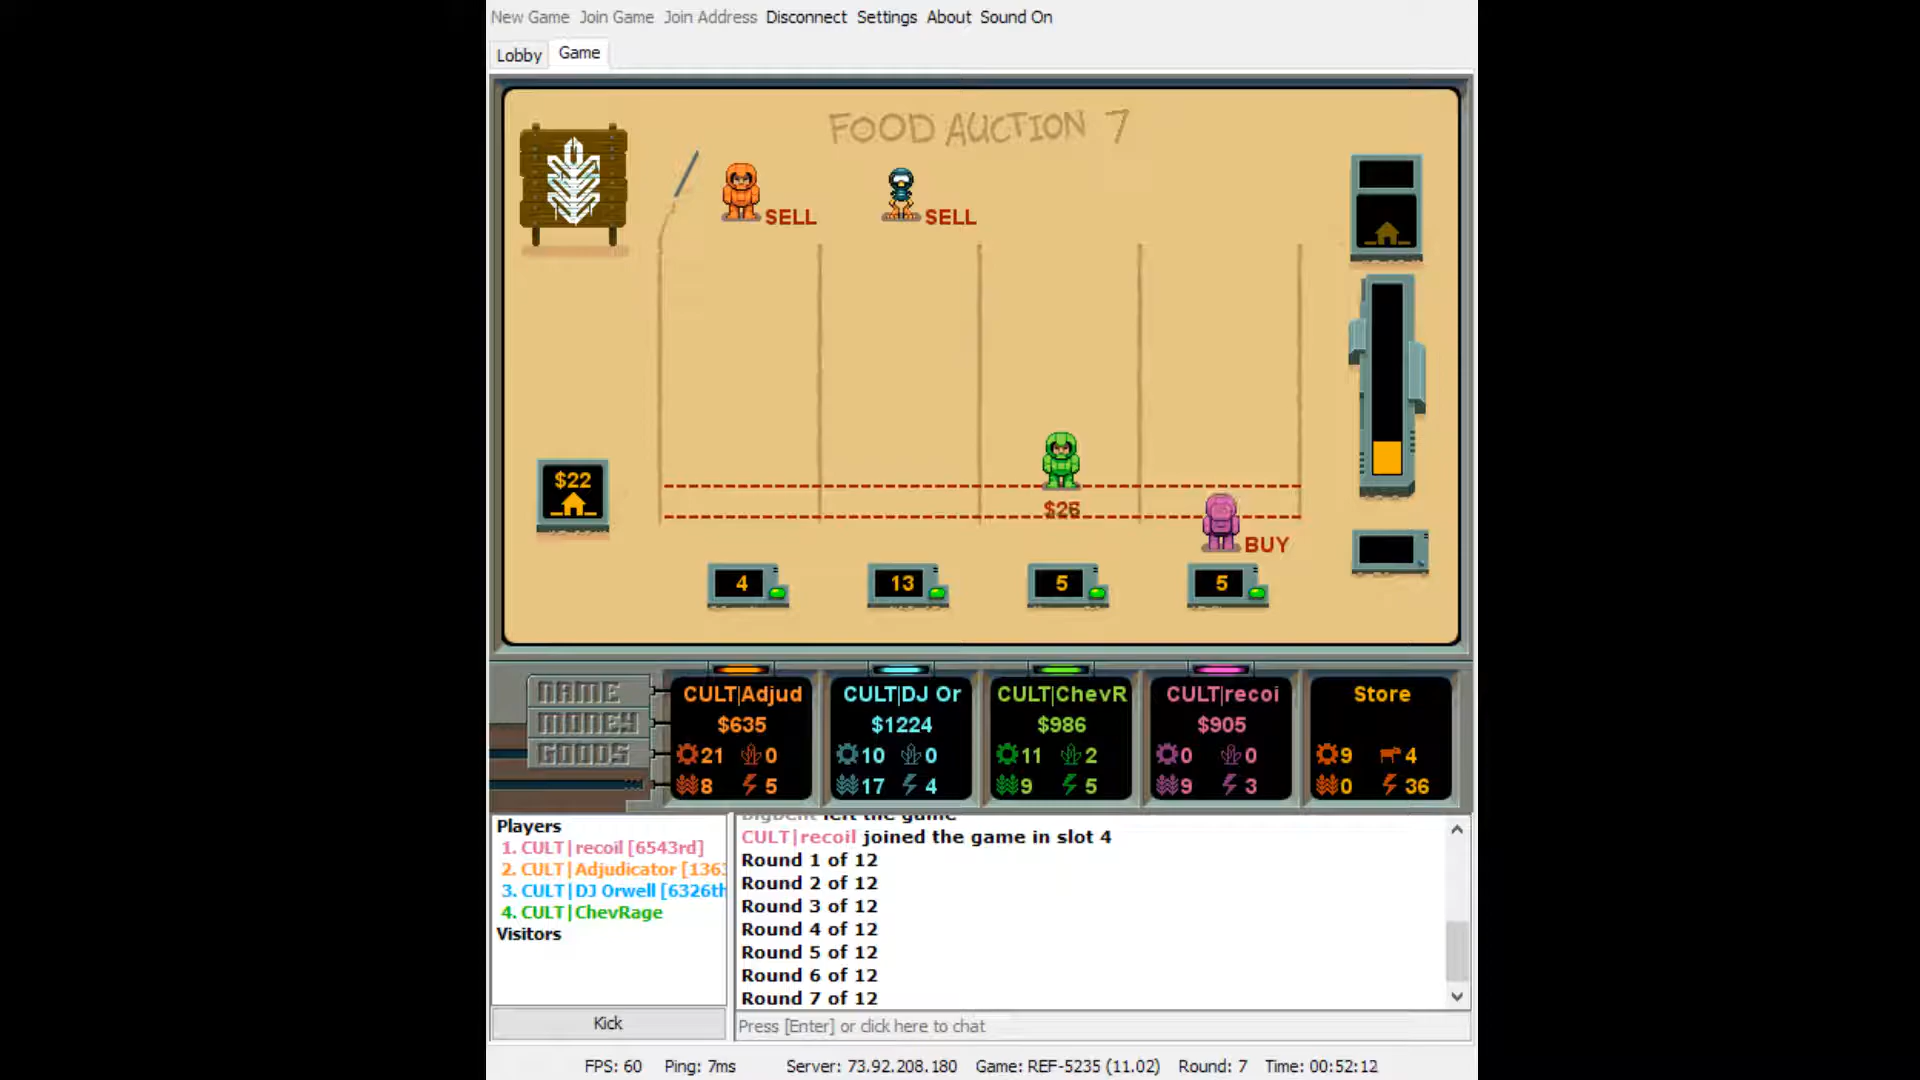 New Game Join Game Join Address Disconnect Settings About Sound On
Lobby Game
FOOD AUCTION 7
SELL SELL
$22
$26
BUY
4 13 5 5
NAME
MONEY
GOODS
CULT|Adjud CULT|DJ Or CULT|ChevR CULT|recoi Store
$635 $1224 $986 $905
21 0 10 0 11 2 0 0 9 4
8 5 17 4 9 5 9 3 0 36
Players
1. CULT|recoil [6543rd]
2. CULT|Adjudicator [136
3. CULT|DJ Orwell [6326th
4. CULT|ChevRage
Visitors
Kick
left the game
CULT|recoil joined the game in slot 4
Round 1 of 12
Round 2 of 12
Round 3 of 12
Round 4 of 12
Round 5 of 12
Round 6 of 12
Round 7 of 12
Press [Enter] or click here to chat
FPS: 60 Ping: 7ms Server: 73.92.208.180 Game: REF-5235 (11.02) Round: 7 Time: 00:52:12